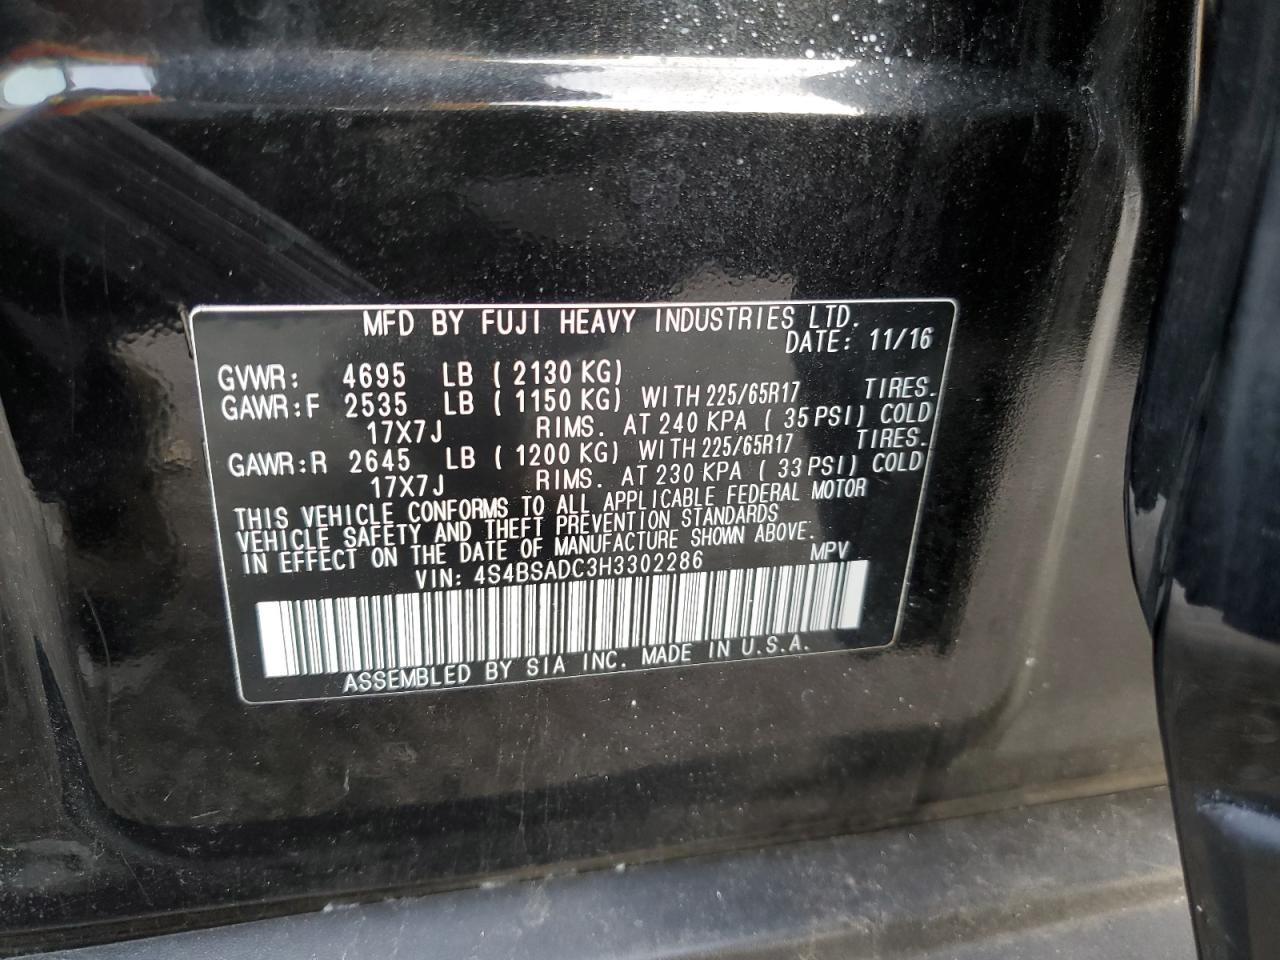 MFD BY FUJI HEAVY INDUSTRIES LTD.
DATE: 11/16
GVWR: 4695 LB ( 2130 KG)
GAWR:F 2535 LB ( 1150 KG) WITH 225/65R17 TIRES.
17X7J RIMS. AT 240 KPA ( 35 PSI) COLD
GAWR:R 2645 LB ( 1200 KG) WITH 225/65R17 TIRES.
17X7J RIMS. AT 230 KPA ( 33 PSI) COLD
THIS VEHICLE CONFORMS TO ALL APPLICABLE FEDERAL MOTOR
VEHICLE SAFETY AND THEFT PREVENTION STANDARDS
IN EFFECT ON THE DATE OF MANUFACTURE SHOWN ABOVE.
VIN: 4S4BSADC3H3302286 MPV
ASSEMBLED BY SIA INC. MADE IN U.S.A.